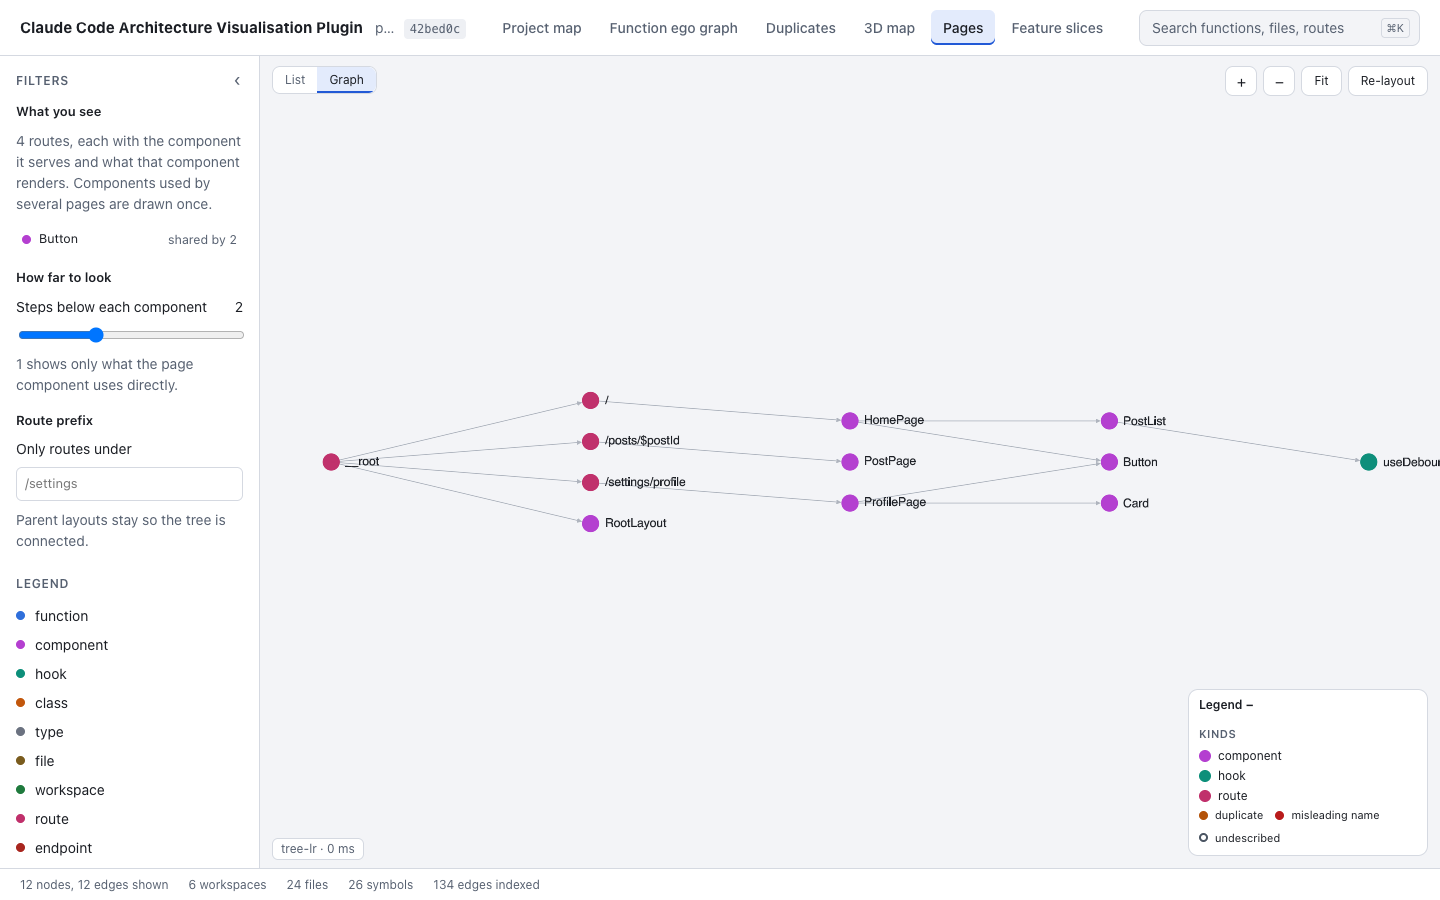 Claude Code Architecture Visualisation Plugin p... 42bed0c Project map Function ego graph Duplicates 3D map Pages Feature slices Search functions, files, routes ⌘K
FILTERS ‹
What you see
4 routes, each with the component
it serves and what that component
renders. Components used by
several pages are drawn once.
Button shared by 2
How far to look
Steps below each component 2
1 shows only what the page
component uses directly.
Route prefix
Only routes under
/settings
Parent layouts stay so the tree is
connected.
LEGEND
function
component
hook
class
type
file
workspace
route
endpoint
List Graph
+ − Fit Re-layout
__root
/
/posts/$postId
/settings/profile
RootLayout
HomePage
PostPage
ProfilePage
PostList
Button
Card
useDeboun
Legend −
KINDS
component
hook
route
duplicate misleading name
undescribed
tree-lr · 0 ms
12 nodes, 12 edges shown 6 workspaces 24 files 26 symbols 134 edges indexed